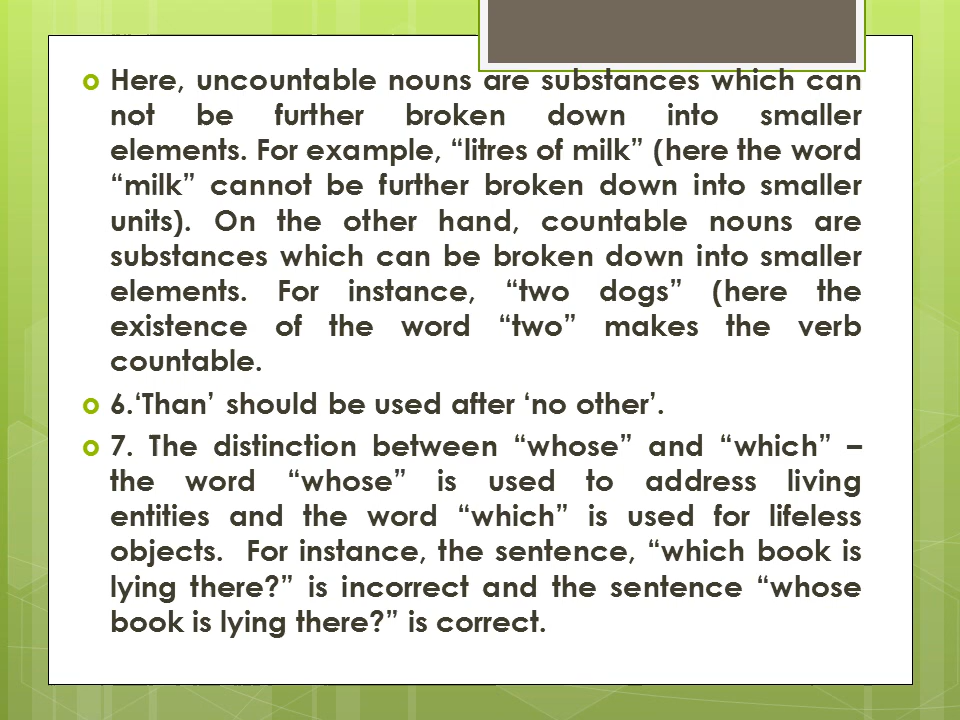 Here, uncountable nouns are substances which can
not be further broken down into smaller
elements. For example, “litres of milk” (here the word
“milk” cannot be further broken down into smaller
units). On the other hand, countable nouns are
substances which can be broken down into smaller
elements. For instance, “two dogs” (here the
existence of the word “two” makes the verb
countable.
6.‘Than’ should be used after ‘no other’.
7. The distinction between “whose” and “which” –
the word “whose” is used to address living
entities and the word “which” is used for lifeless
objects. For instance, the sentence, “which book is
lying there?” is incorrect and the sentence “whose
book is lying there?” is correct.